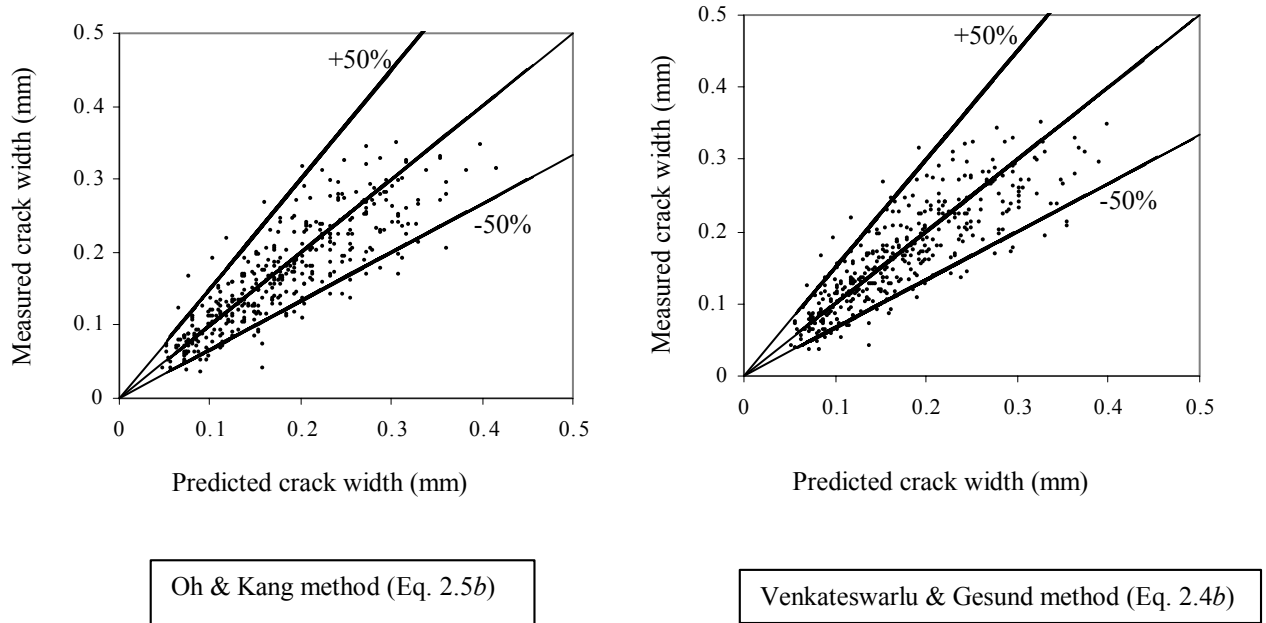 0.5
+50%
0.4
0.3
-50%
0.2
0.1
0
0 0.1 0.2 0.3 0.4 0.5
Measured crack width (mm)
Predicted crack width (mm)
Oh & Kang method (Eq. 2.5b)
0.5
+50%
0.4
0.3
-50%
0.2
0.1
0
0 0.1 0.2 0.3 0.4 0.5
Measured crack width (mm)
Predicted crack width (mm)
Venkateswarlu & Gesund method (Eq. 2.4b)